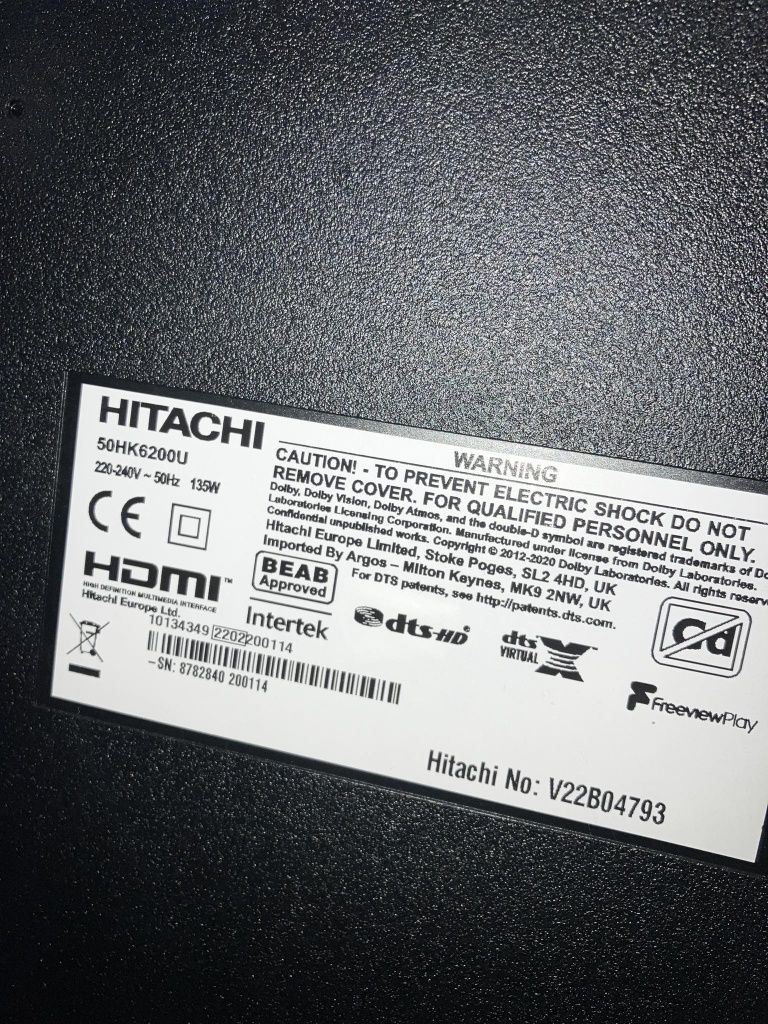 HITACHI
50HK6200U
220-240V ~ 50Hz 135W
CE
HDMI™
HIGH DEFINITION MULTIMEDIA INTERFACE
Hitachi Europe Ltd.
WARNING
CAUTION! - TO PREVENT ELECTRIC SHOCK DO NOT
REMOVE COVER. FOR QUALIFIED PERSONNEL ONLY.
Dolby, Dolby Vision, Dolby Atmos, and the double-D symbol are registered trademarks of Do
Laboratories Licensing Corporation. Manufactured under license from Dolby Laboratories.
Confidential unpublished works. Copyright © 2012-2020 Dolby Laboratories. All rights reserv
Hitachi Europe Limited, Stoke Poges, SL2 4HD, UK
Imported By Argos – Milton Keynes, MK9 2NW, UK
For DTS patents, see http://patents.dts.com.
BEAB
Approved
Intertek
dts-HD®
dts
VIRTUAL:X
Cd
FreeviewPlay
10134349 2202200114
-SN: 8782840 200114
Hitachi No: V22B04793